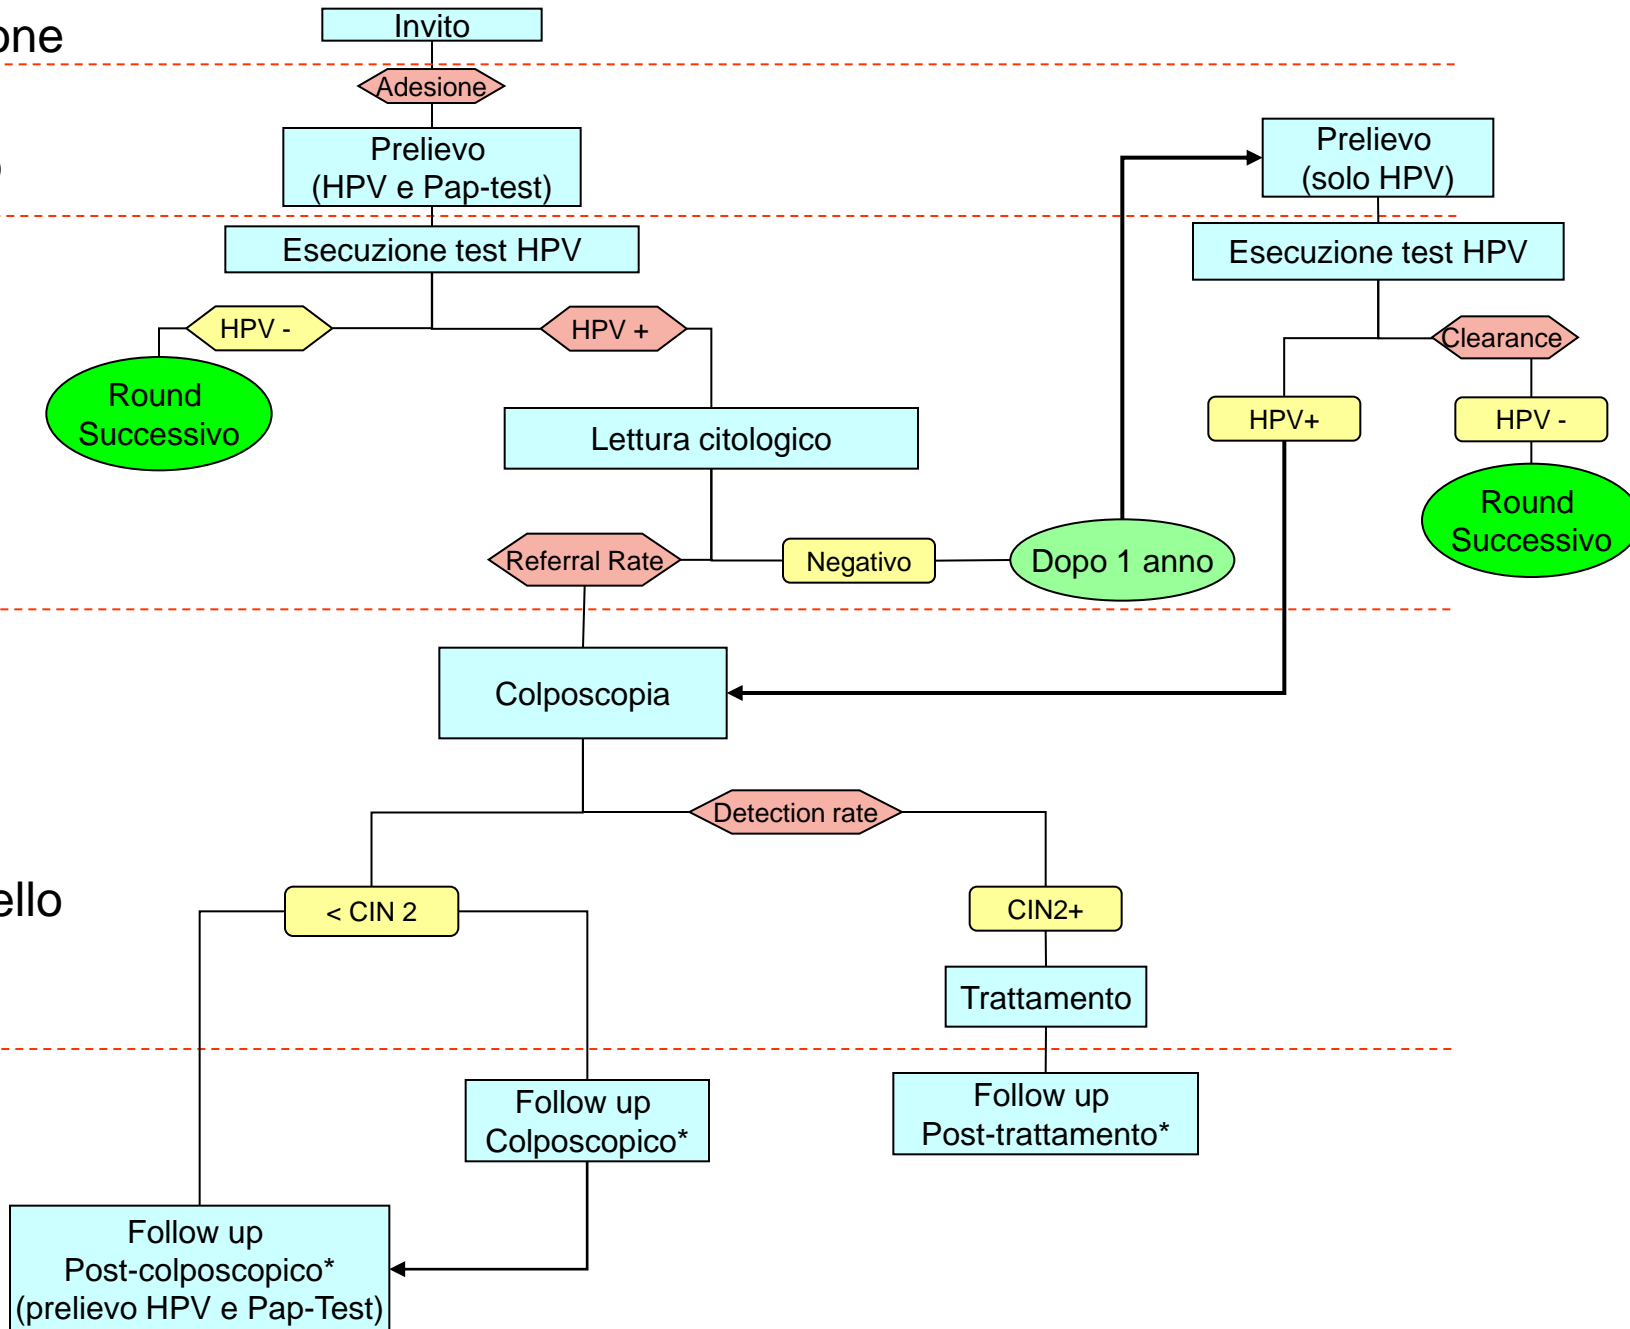 Invito
one
Adesione
Prelievo
(HPV e Pap-test)
Prelievo
(solo HPV)
o
Esecuzione test HPV
Esecuzione test HPV
HPV -
HPV +
Clearance
Round
Successivo
HPV+
HPV -
Lettura citologico
Round
Successivo
Referral Rate
Negativo
Dopo 1 anno
Colposcopia
Detection rate
ello
< CIN 2
CIN2+
Trattamento
Follow up
Colposcopico*
Follow up
Post-trattamento*
Follow up
Post-colposcopico*
(prelievo HPV e Pap-Test)